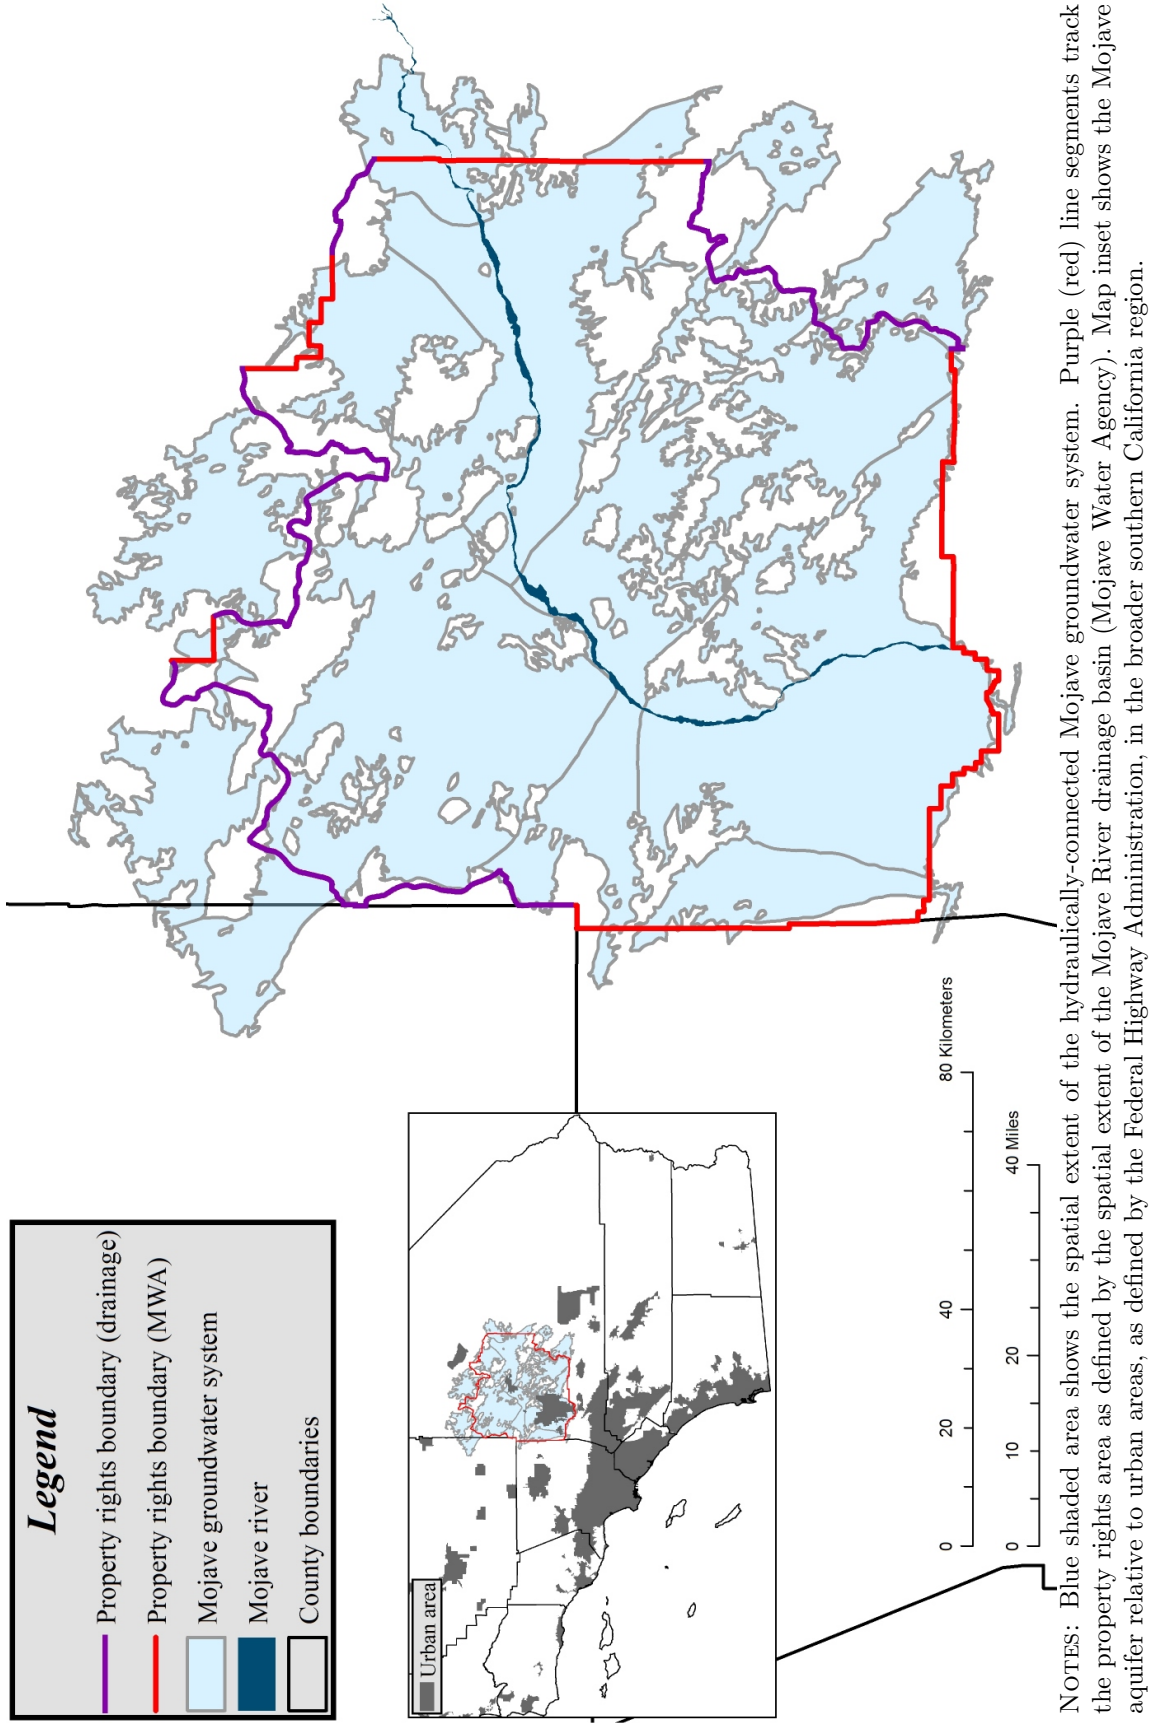 Legend
Property rights boundary (drainage)
Property rights boundary (MWA)
Mojave groundwater system
Mojave river
County boundaries
Urban area
0 20 40 80 Kilometers
0 10 20 40 Miles
NOTES: Blue shaded area shows the spatial extent of the hydraulically-connected Mojave groundwater system. Purple (red) line segments track
the property rights area as defined by the spatial extent of the Mojave River drainage basin (Mojave Water Agency). Map inset shows the Mojave
aquifer relative to urban areas, as defined by the Federal Highway Administration, in the broader southern California region.